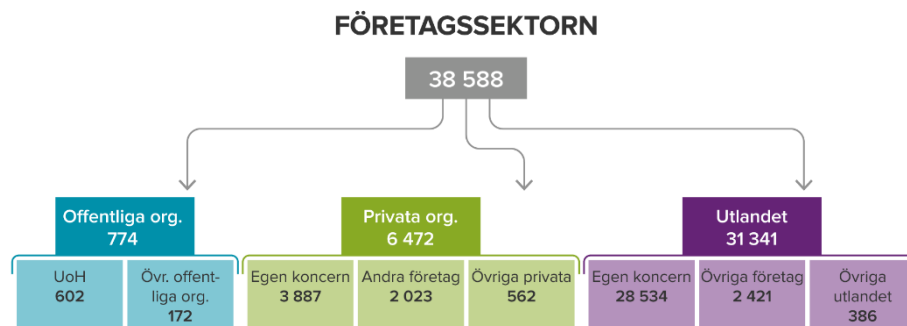 FÖRETAGSSEKTORN
38 588
Offentliga org.
774
Privata org.
6 472
Utlandet
31 341
UoH
602
Övr. offent-
liga org.
172
Egen koncern
3 887
Andra företag
2 023
Övriga privata
562
Egen koncern
28 534
Övriga företag
2 421
Övriga
utlandet
386